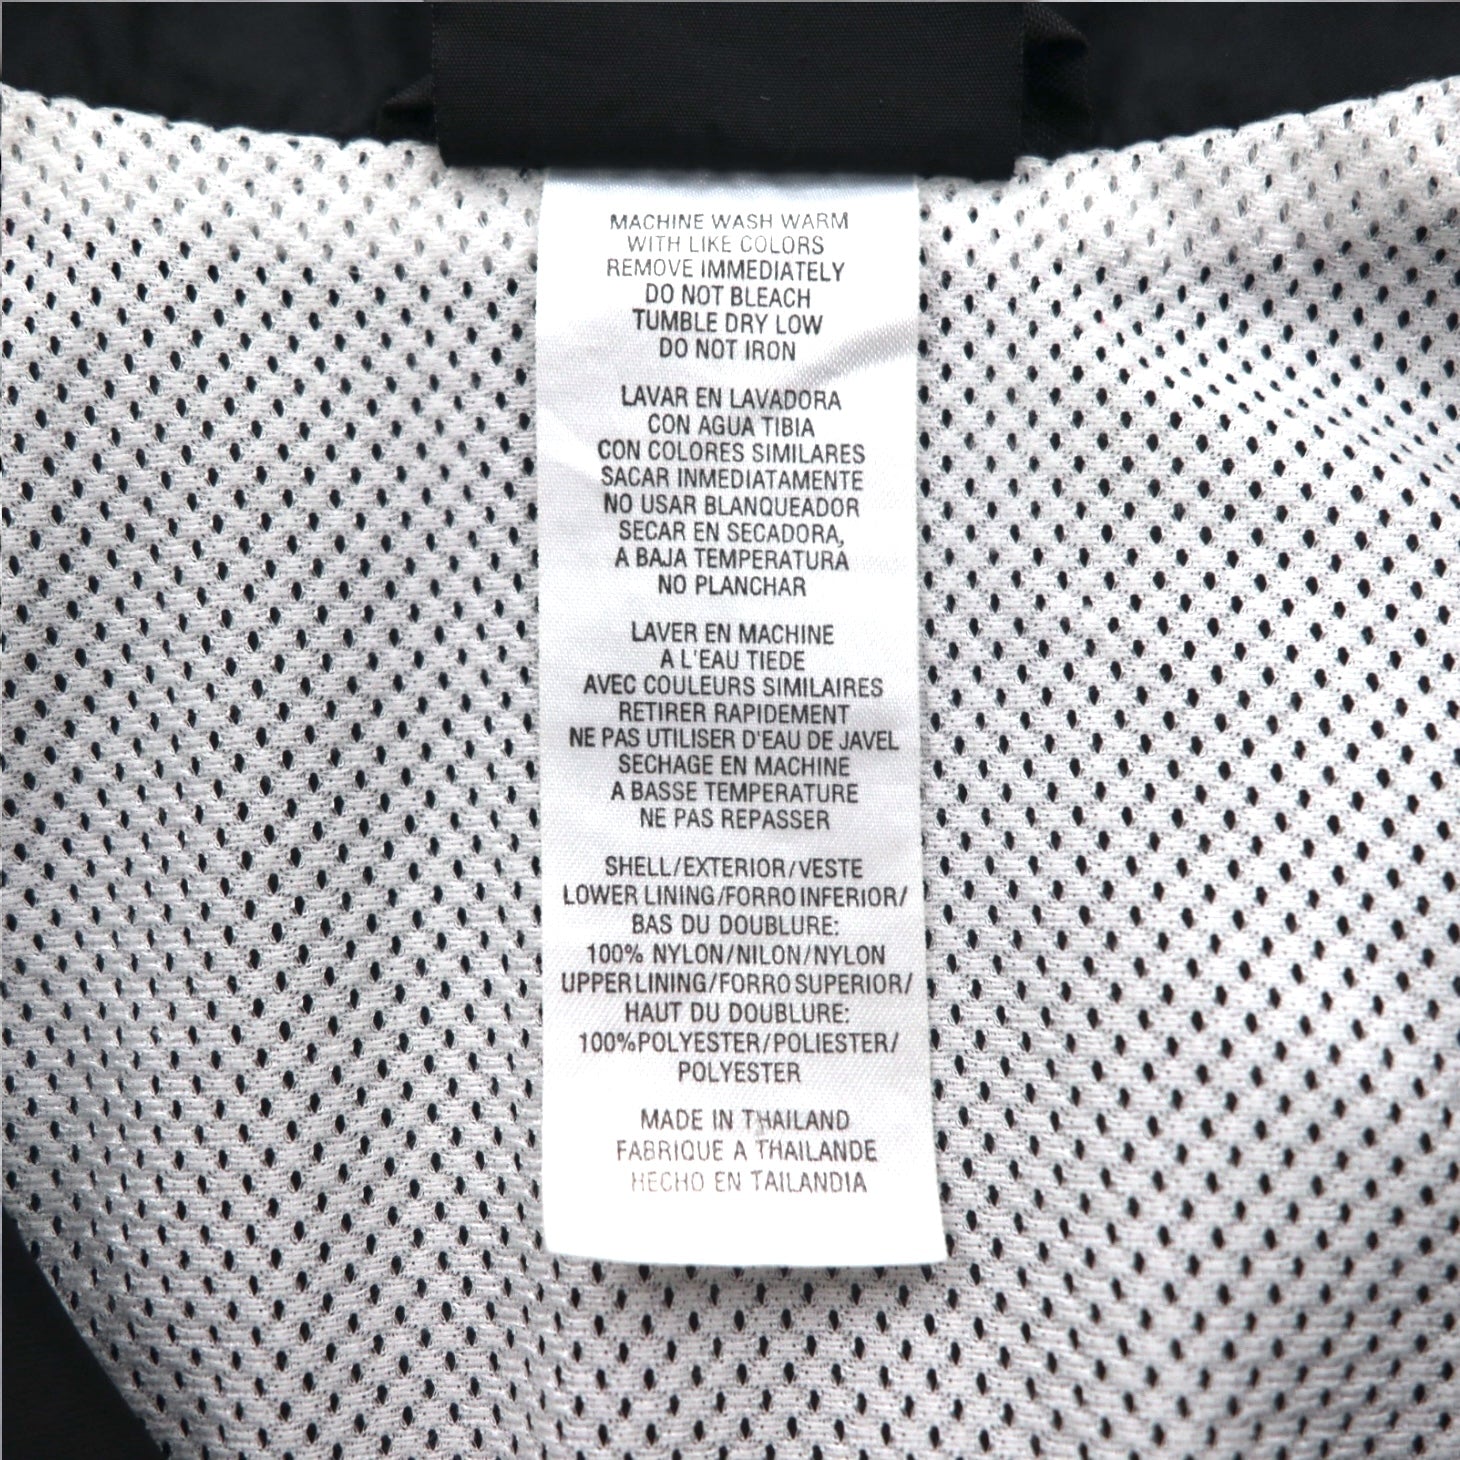 MACHINE WASH WARM
WITH LIKE COLORS
REMOVE IMMEDIATELY
DO NOT BLEACH
TUMBLE DRY LOW
DO NOT IRON
LAVAR EN LAVADORA
CON AGUA TIBIA
CON COLORES SIMILARES
SACAR INMEDIATAMENTE
NO USAR BLANQUEADOR
SECAR EN SECADORA,
A BAJA TEMPERATURA
NO PLANCHAR
LAVER EN MACHINE
A L'EAU TIEDE
AVEC COULEURS SIMILAIRES
RETIRER RAPIDEMENT
NE PAS UTILISER D'EAU DE JAVEL
SECHAGE EN MACHINE
A BASSE TEMPERATURE
NE PAS REPASSER
SHELL/EXTERIOR/VESTE
LOWER LINING/FORRO INFERIOR/
BAS DU DOUBLURE:
100% NYLON/NILON/NYLON
UPPER LINING/FORRO SUPERIOR/
HAUT DU DOUBLURE:
100%POLYESTER/POLIESTER/
POLYESTER
MADE IN THAILAND
FABRIQUE A THAILANDE
HECHO EN TAILANDIA